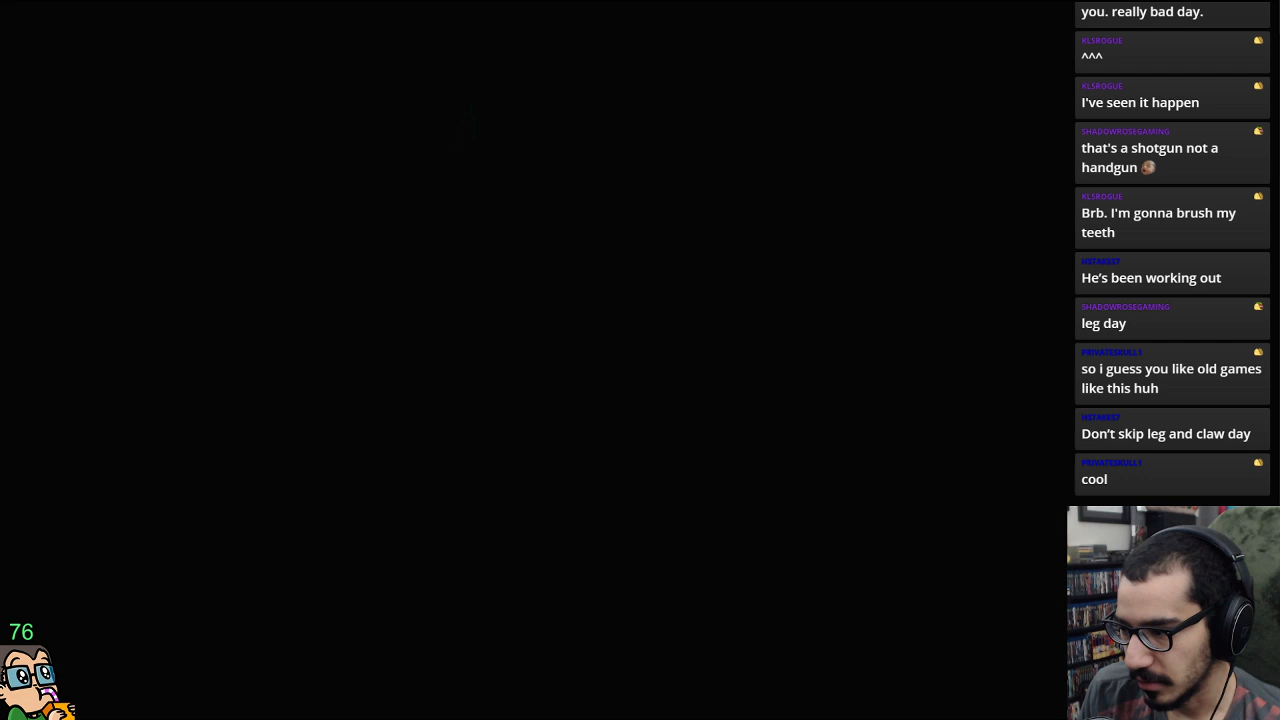 you. really bad day.
KLSROGUE
^^^
KLSROGUE
I've seen it happen
SHADOWROSEGAMING
that's a shotgun not a
handgun
KLSROGUE
Brb. I'm gonna brush my
teeth
He's been working out
SHADOWROSEGAMING
leg day
PRIVATESKULL1
so i guess you like old games
like this huh
Don't skip leg and claw day
PRIVATESKULL1
cool
76